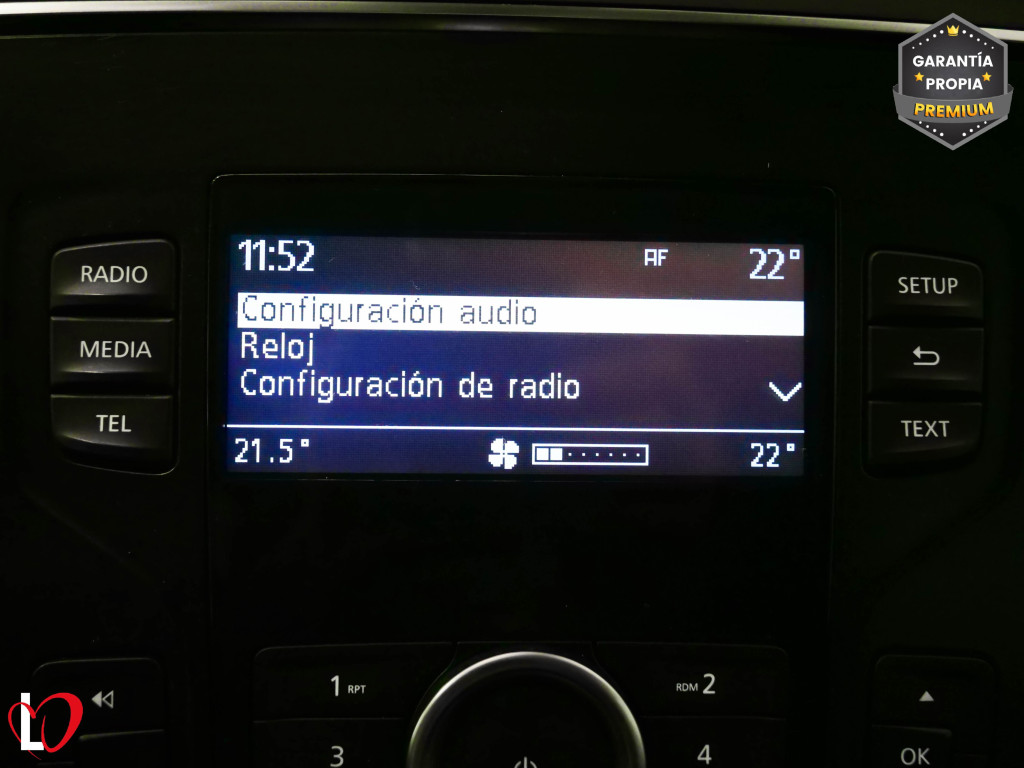 GARANTÍA
PROPIA
PREMIUM
11:52 AF 22°
Configuración audio
Reloj
Configuración de radio
21.5° 22°
RADIO
MEDIA
TEL
SETUP
TEXT
1 RPT
RDM 2
3
4
OK
L